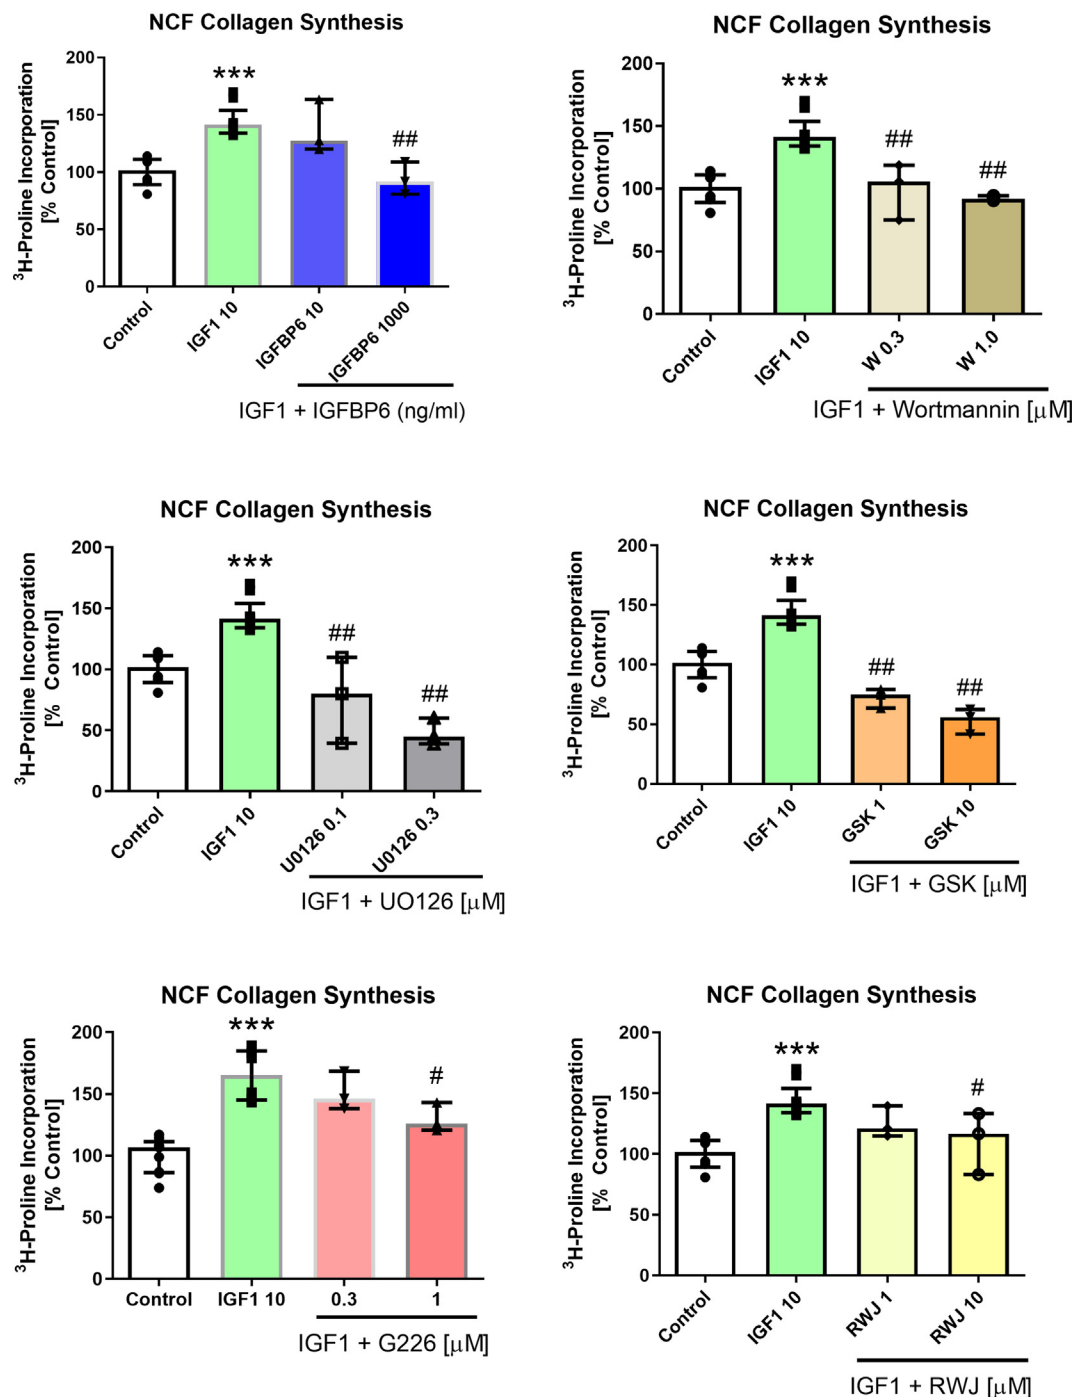 NCF Collagen Synthesis
³H-Proline Incorporation
[% Control]
200
150
100
50
0
***
##
Control
IGF1 10
IGFBP6 10
IGFBP6 1000
IGF1 + IGFBP6 (ng/ml)
NCF Collagen Synthesis
³H-Proline Incorporation
[% Control]
200
150
100
50
0
***
##
##
Control
IGF1 10
W 0.3
W 1.0
IGF1 + Wortmannin [µM]
NCF Collagen Synthesis
³H-Proline Incorporation
[% Control]
200
150
100
50
0
***
##
##
Control
IGF1 10
U0126 0.1
U0126 0.3
IGF1 + UO126 [µM]
NCF Collagen Synthesis
³H-Proline Incorporation
[% Control]
200
150
100
50
0
***
##
##
Control
IGF1 10
GSK 1
GSK 10
IGF1 + GSK [µM]
NCF Collagen Synthesis
³H-Proline Incorporation
[% Control]
200
150
100
50
0
***
#
Control
IGF1 10
0.3
1
IGF1 + G226 [µM]
NCF Collagen Synthesis
³H-Proline Incorporation
[% Control]
200
150
100
50
0
***
#
Control
IGF1 10
RWJ 1
RWJ 10
IGF1 + RWJ [µM]